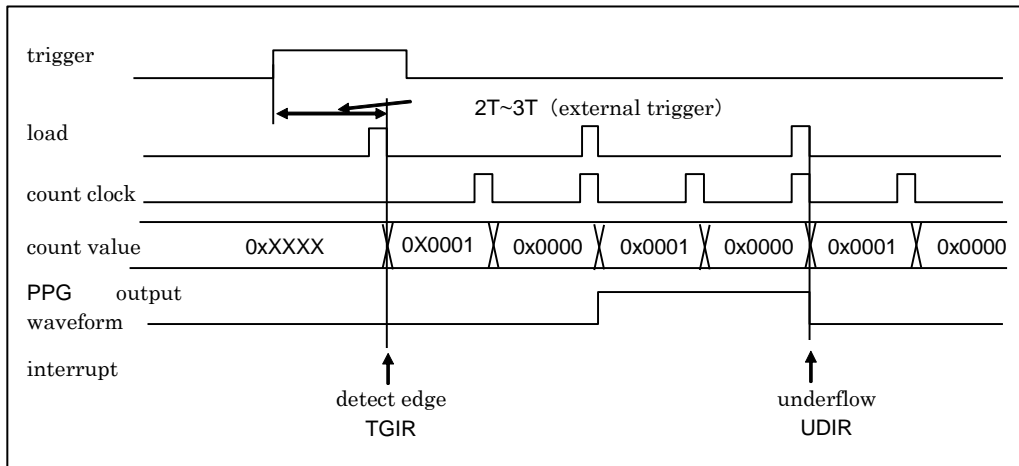 trigger
2T~3T（external trigger）
load
count clock
count value 0xXXXX 0X0001 0x0000 0x0001 0x0000 0x0001 0x0000
PPG output
waveform
interrupt
detect edge underflow
TGIR UDIR